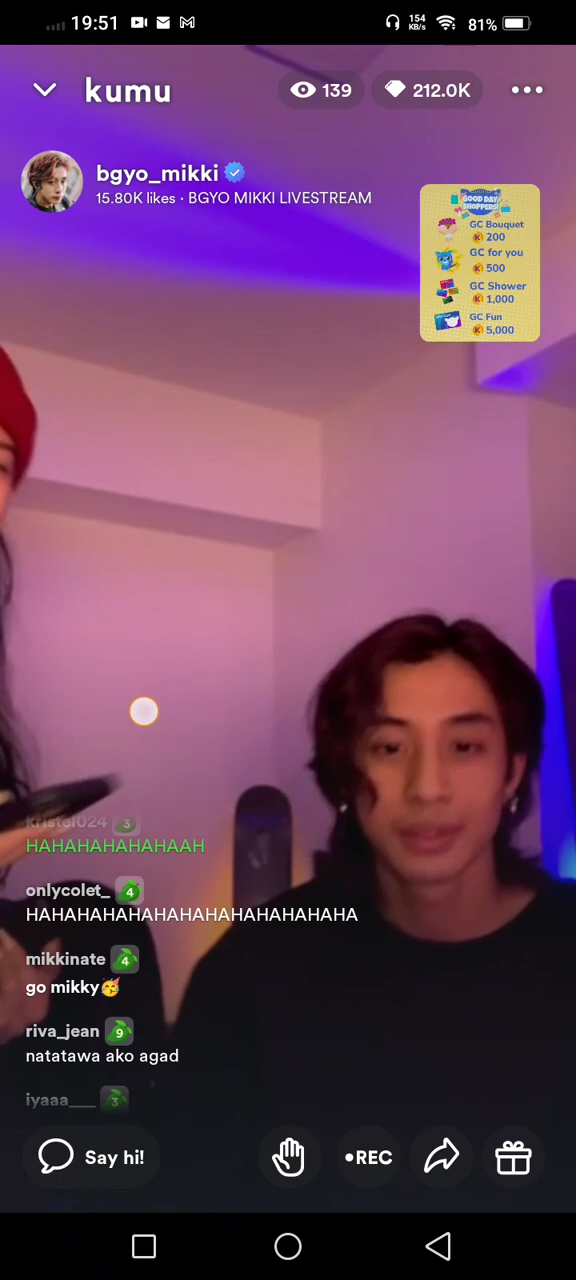 19:51
154
KB/s
81%
kumu
139
212.0K
bgyo_mikki
15.80K likes · BGYO MIKKI LIVESTREAM
GOOD DAY
SHOPPERS!
GC Bouquet
K 200
GC for you
K 500
GC Shower
K 1,000
GC Fun
K 5,000
kristel024 3
HAHAHAHAHAHAAH
onlycolet_ 4
HAHAHAHAHAHAHAHAHAHAHAHAHA
mikkinate 4
go mikky🥳
riva_jean 9
natatawa ako agad
iyaaa___ 3
Say hi!
•REC